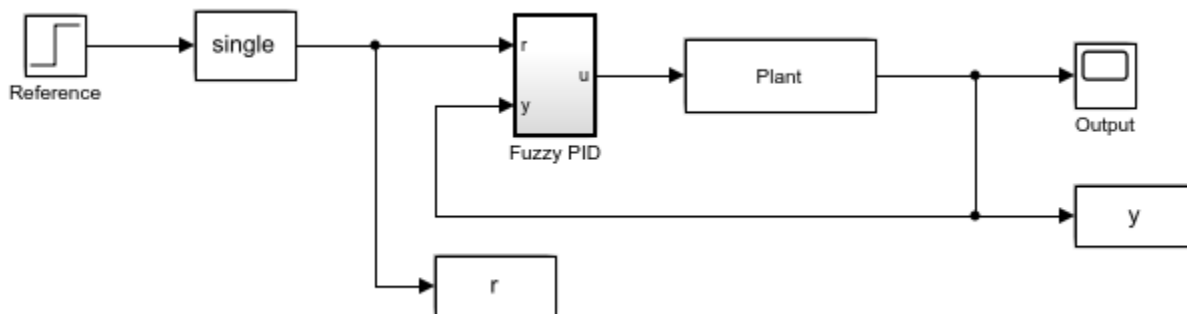 single
Reference
r
u
y
Fuzzy PID
Plant
Output
y
r